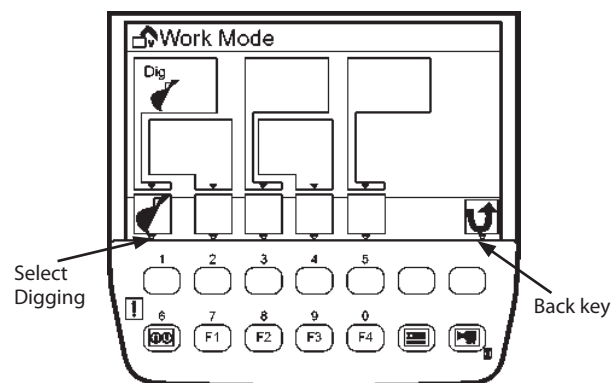 Work Mode
Dig
Select
Digging
Back key
1 2 3 4 5
6 7 8 9 0
F1 F2 F3 F4